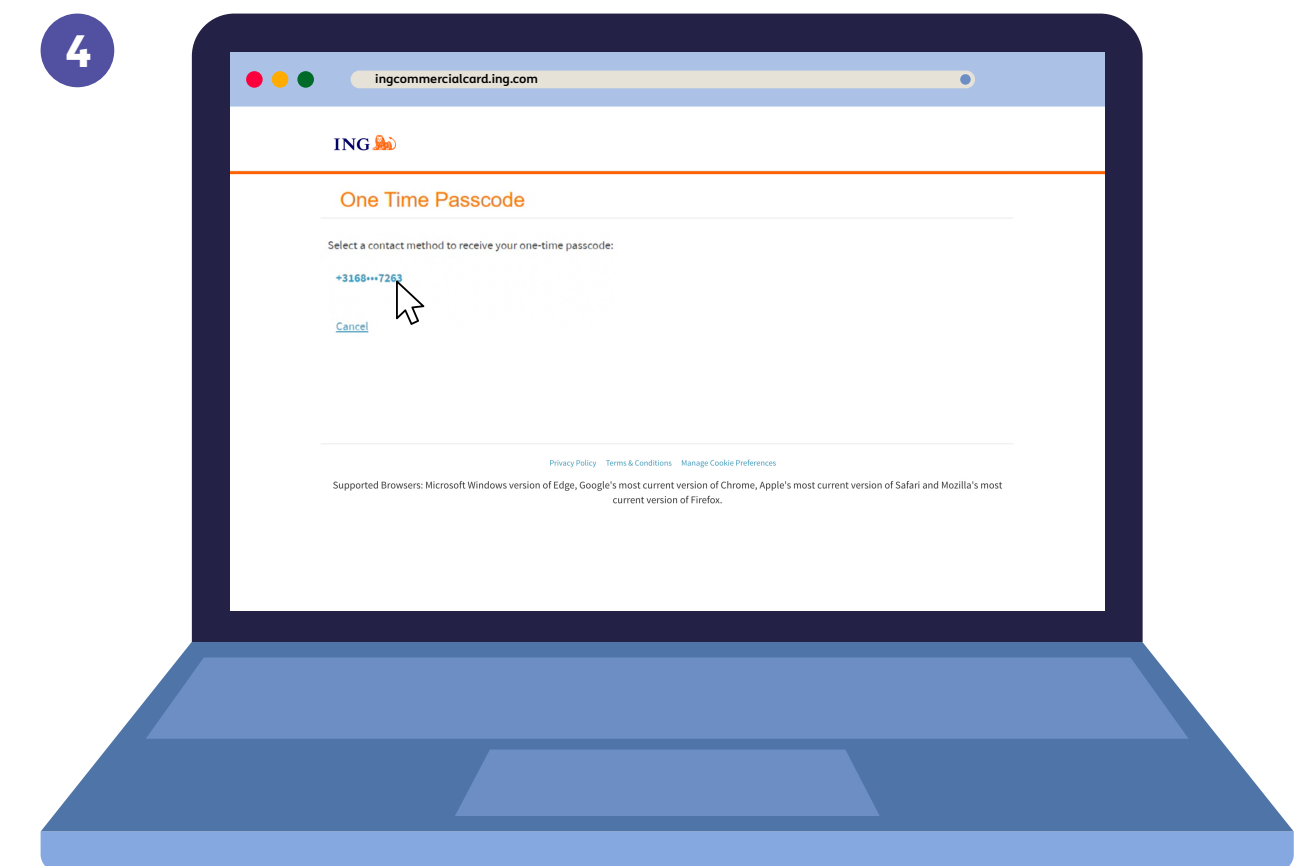 4
ingcommercialcard.ing.com
ING
One Time Passcode
Select a contact method to receive your one-time passcode:
+3168•••7263
Cancel
Privacy Policy Terms & Conditions Manage Cookie Preferences
Supported Browsers: Microsoft Windows version of Edge, Google's most current version of Chrome, Apple's most current version of Safari and Mozilla's most
current version of Firefox.